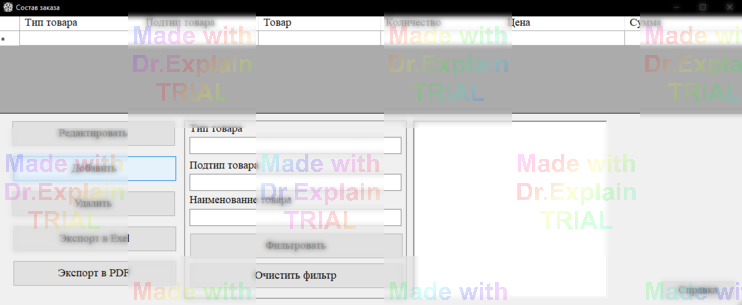 Состав заказа
Тип товара Подтип товара Товар Количество Цена Сумма
Made with Made with Made with
Dr.Explain Dr.Explain Dr.Explain
TRIAL TRIAL TRIAL
Редактировать
Добавить
Удалить
Экспорт в Exel
Экспорт в PDF
Тип товара
Подтип товара
Наименование товара
Фильтровать
Очистить фильтр
Made with Made with Made with
Dr.Explain Dr.Explain Dr.Explain
TRIAL TRIAL TRIAL
Справка
Made with Made with Made with